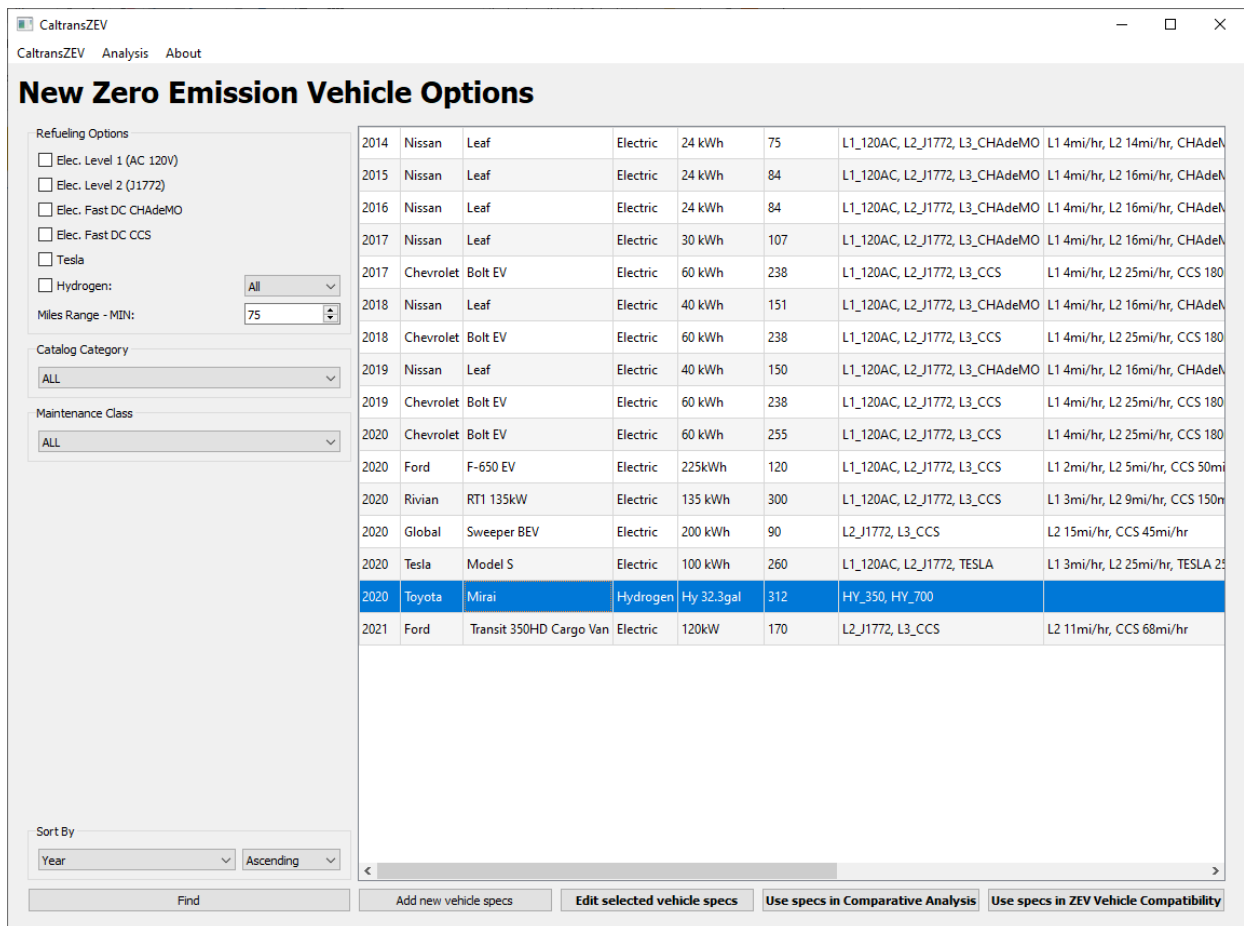 CaltransZEV
CaltransZEV Analysis About
New Zero Emission Vehicle Options
Refueling Options
Elec. Level 1 (AC 120V)
Elec. Level 2 (J1772)
Elec. Fast DC CHAdeMO
Elec. Fast DC CCS
Tesla
Hydrogen: All
Miles Range - MIN: 75
Catalog Category
ALL
Maintenance Class
ALL
Sort By
Year Ascending
Find
2014 Nissan Leaf Electric 24 kWh 75 L1_120AC, L2_J1772, L3_CHAdeMO L1 4mi/hr, L2 14mi/hr, CHAdeM
2015 Nissan Leaf Electric 24 kWh 84 L1_120AC, L2_J1772, L3_CHAdeMO L1 4mi/hr, L2 16mi/hr, CHAdeM
2016 Nissan Leaf Electric 24 kWh 84 L1_120AC, L2_J1772, L3_CHAdeMO L1 4mi/hr, L2 16mi/hr, CHAdeM
2017 Nissan Leaf Electric 30 kWh 107 L1_120AC, L2_J1772, L3_CHAdeMO L1 4mi/hr, L2 16mi/hr, CHAdeM
2017 Chevrolet Bolt EV Electric 60 kWh 238 L1_120AC, L2_J1772, L3_CCS L1 4mi/hr, L2 25mi/hr, CCS 180
2018 Nissan Leaf Electric 40 kWh 151 L1_120AC, L2_J1772, L3_CHAdeMO L1 4mi/hr, L2 16mi/hr, CHAdeM
2018 Chevrolet Bolt EV Electric 60 kWh 238 L1_120AC, L2_J1772, L3_CCS L1 4mi/hr, L2 25mi/hr, CCS 180
2019 Nissan Leaf Electric 40 kWh 150 L1_120AC, L2_J1772, L3_CHAdeMO L1 4mi/hr, L2 16mi/hr, CHAdeM
2019 Chevrolet Bolt EV Electric 60 kWh 238 L1_120AC, L2_J1772, L3_CCS L1 4mi/hr, L2 25mi/hr, CCS 180
2020 Chevrolet Bolt EV Electric 60 kWh 255 L1_120AC, L2_J1772, L3_CCS L1 4mi/hr, L2 25mi/hr, CCS 180
2020 Ford F-650 EV Electric 225kWh 120 L1_120AC, L2_J1772, L3_CCS L1 2mi/hr, L2 5mi/hr, CCS 50mi
2020 Rivian RT1 135kW Electric 135 kWh 300 L1_120AC, L2_J1772, L3_CCS L1 3mi/hr, L2 9mi/hr, CCS 150m
2020 Global Sweeper BEV Electric 200 kWh 90 L2_J1772, L3_CCS L2 15mi/hr, CCS 45mi/hr
2020 Tesla Model S Electric 100 kWh 260 L1_120AC, L2_J1772, TESLA L1 3mi/hr, L2 25mi/hr, TESLA 25
2020 Toyota Mirai Hydrogen Hy 32.3gal 312 HY_350, HY_700
2021 Ford Transit 350HD Cargo Van Electric 120kW 170 L2_J1772, L3_CCS L2 11mi/hr, CCS 68mi/hr
Add new vehicle specs Edit selected vehicle specs Use specs in Comparative Analysis Use specs in ZEV Vehicle Compatibility